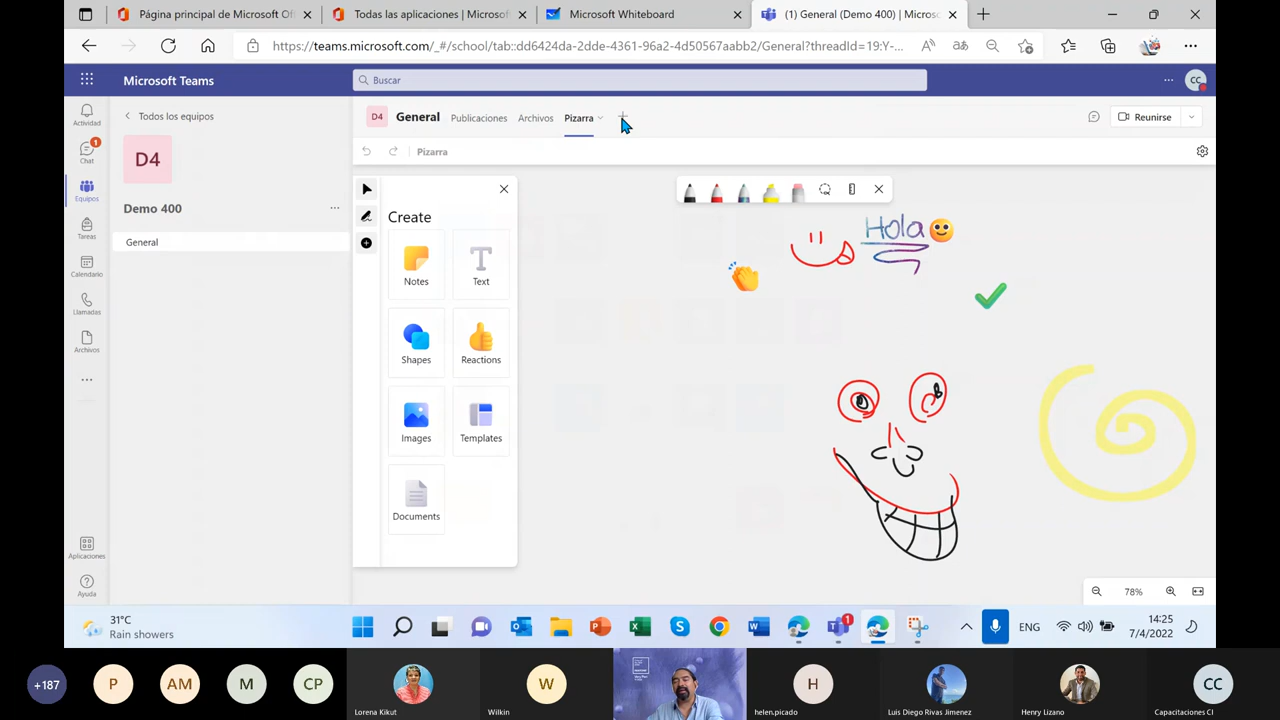 Página principal de Microsoft Of
Todas las aplicaciones | Microsof
Microsoft Whiteboard
(1) General (Demo 400) | Microso
https://teams.microsoft.com/_#/school/tab::dd6424da-2dde-4361-96a2-4d50567aabb2/General?threadId=19:Y-...
Microsoft Teams
Buscar
CC
Actividad
1
Chat
Equipos
Tareas
Calendario
Llamadas
Archivos
Aplicaciones
Ayuda
Todos los equipos
D4
Demo 400
General
D4
General
Publicaciones
Archivos
Pizarra
Reunirse
Pizarra
Create
Notes
Text
Shapes
Reactions
Images
Templates
Documents
Hola
78%
31°C
Rain showers
1
ENG
14:25
7/4/2022
+187
P
AM
M
CP
Lorena Kikut
W
Wilkin
H
helen.picado
Luis Diego Rivas Jimenez
Henry Lizano
CC
Capacitaciones CI